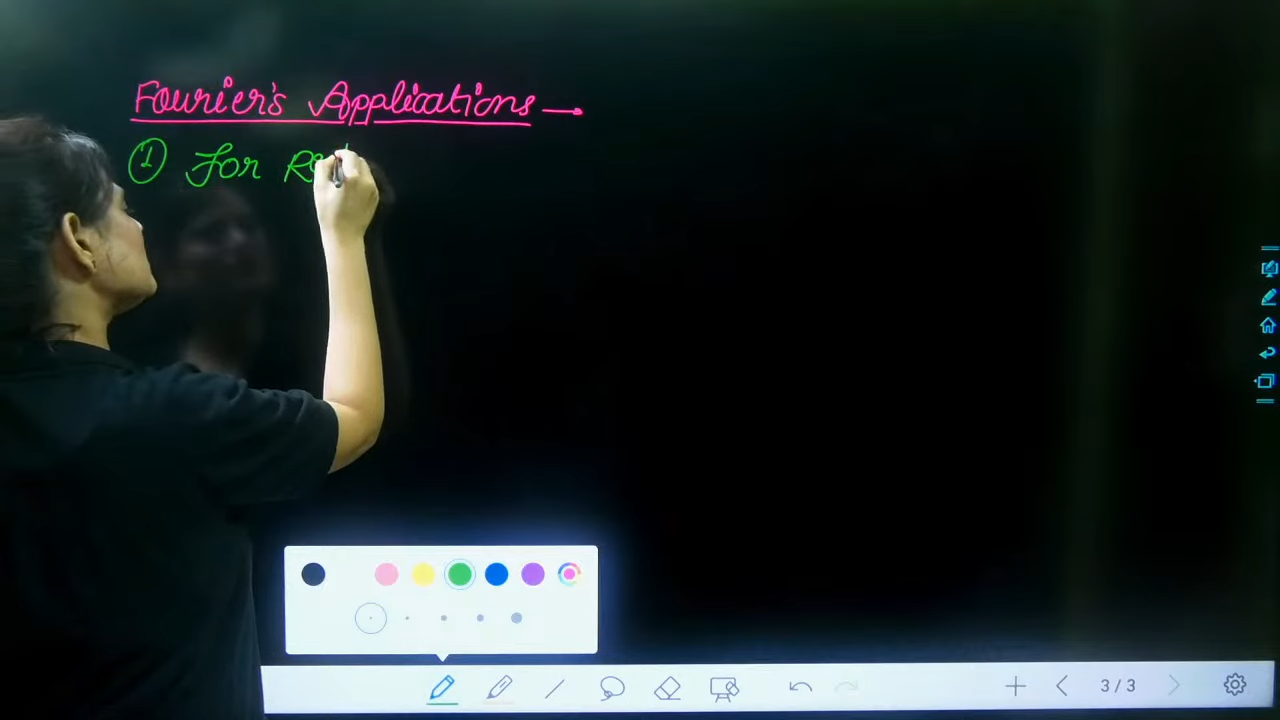 Fourier's Applications →
① For
3/3